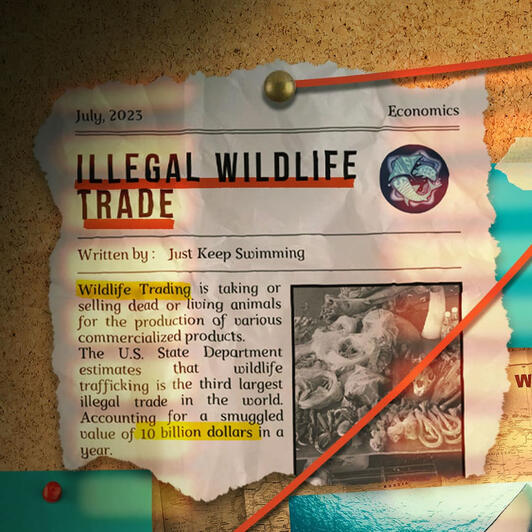 July, 2023
Economics
ILLEGAL WILDLIFE
TRADE
Written by : Just Keep Swimming
Wildlife Trading is taking or
selling dead or living animals
for the production of various
commercialized products.
The U.S. State Department
estimates that wildlife
trafficking is the third largest
illegal trade in the world.
Accounting for a smuggled
value of 10 billion dollars in a
year.
W